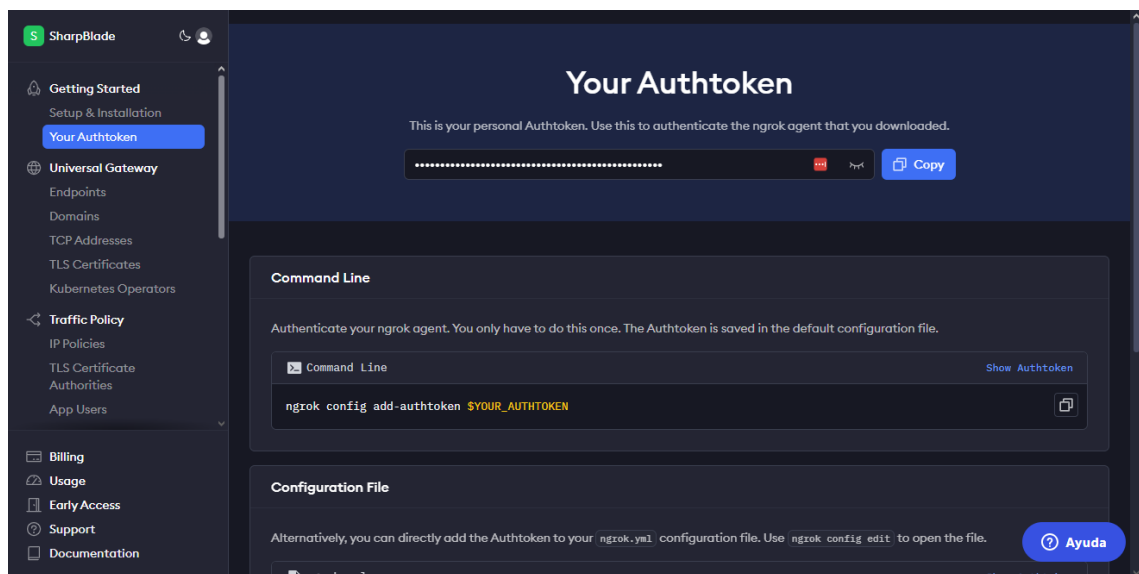 S SharpBlade
Getting Started
Setup & Installation
Your Authtoken
Universal Gateway
Endpoints
Domains
TCP Addresses
TLS Certificates
Kubernetes Operators
Traffic Policy
IP Policies
TLS Certificate
Authorities
App Users
Billing
Usage
Early Access
Support
Documentation
Your Authtoken
This is your personal Authtoken. Use this to authenticate the ngrok agent that you downloaded.
Copy
Command Line
Authenticate your ngrok agent. You only have to do this once. The Authtoken is saved in the default configuration file.
Command Line
Show Authtoken
ngrok config add-authtoken $YOUR_AUTHTOKEN
Configuration File
Alternatively, you can directly add the Authtoken to your ngrok.yml configuration file. Use ngrok config edit to open the file.
Ayuda